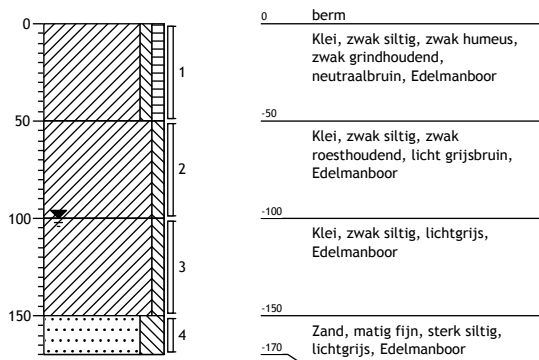 0
50
100
150
1
2
3
4
0 berm
Klei, zwak siltig, zwak humeus,
zwak grindhoudend,
neutraalbruin, Edelmanboor
-50
Klei, zwak siltig, zwak
roesthoudend, licht grijsbruin,
Edelmanboor
-100
Klei, zwak siltig, lichtgrijs,
Edelmanboor
-150
Zand, matig fijn, sterk siltig,
lichtgrijs, Edelmanboor
-170